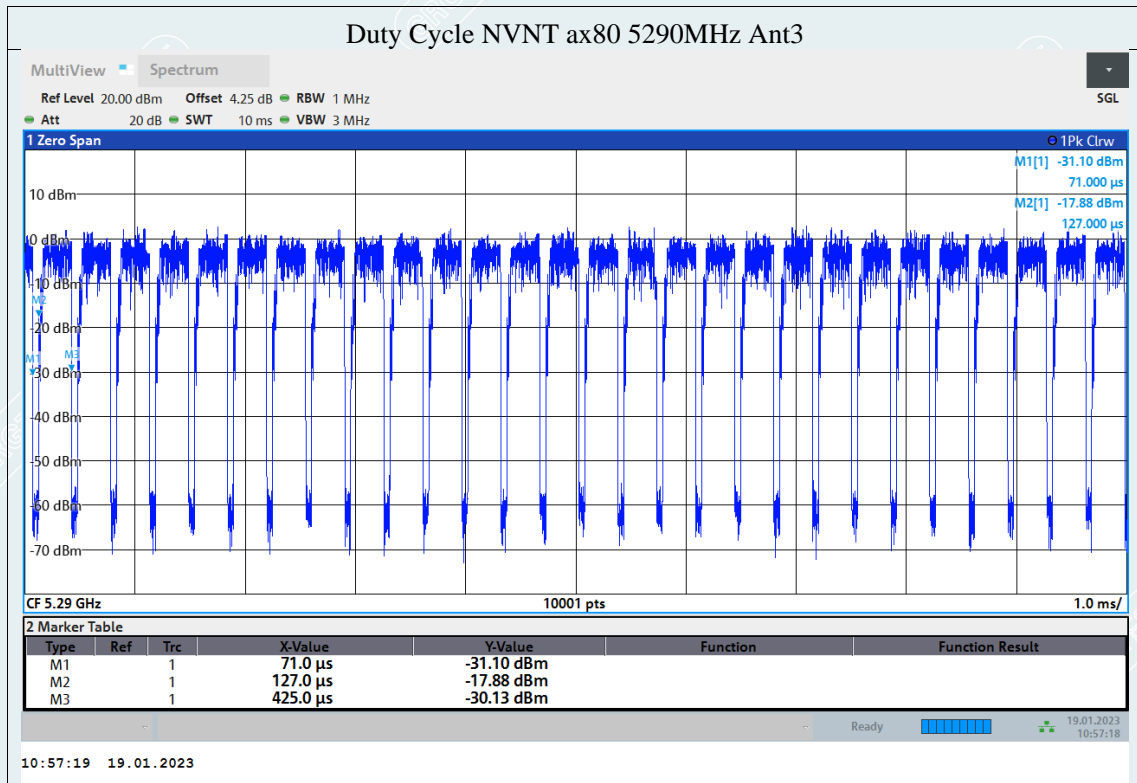 Duty Cycle NVNT ax80 5290MHz Ant3
MultiView Spectrum
Ref Level 20.00 dBm Offset 4.25 dB RBW 1 MHz SGL
Att 20 dB SWT 10 ms VBW 3 MHz
1 Zero Span 1Pk Clrw
M1[1] -31.10 dBm
71.000 µs
M2[1] -17.88 dBm
127.000 µs
10 dBm
0 dBm
-10 dBm
M2
-20 dBm
M1 M3
-30 dBm
-40 dBm
-50 dBm
-60 dBm
-70 dBm
CF 5.29 GHz 10001 pts 1.0 ms/
2 Marker Table
Type Ref Trc X-Value Y-Value Function Function Result
M1 1 71.0 µs -31.10 dBm
M2 1 127.0 µs -17.88 dBm
M3 1 425.0 µs -30.13 dBm
Ready 19.01.2023
10:57:18
10:57:19 19.01.2023